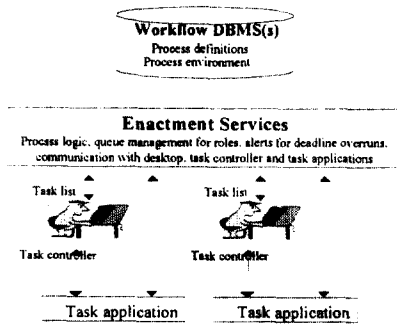 Workflow DBMS(s)
Process definitions
Process environment
Enactment Services
Process logic, queue management for roles, alerts for deadline overruns,
communication with desktop, task controller and task applications
Task list
Task list
Task controller
Task controller
Task application
Task application